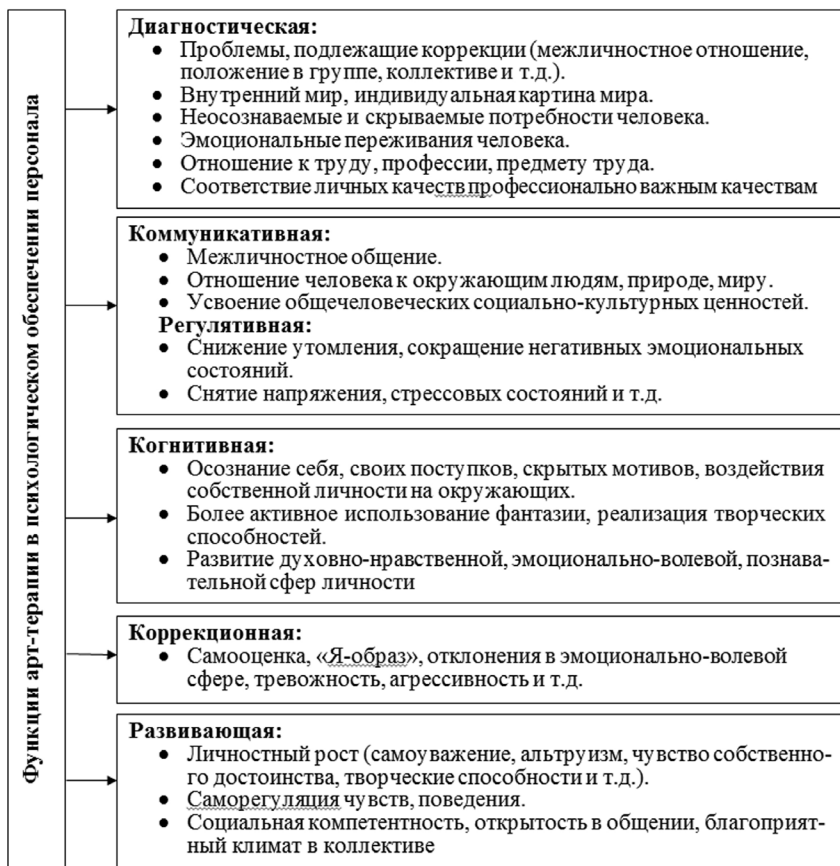 Функции арт-терапии в психологическом обеспечении персонала
Диагностическая:
• Проблемы, подлежащие коррекции (межличностное отношение,
положение в группе, коллективе и т.д.).
• Внутренний мир, индивидуальная картина мира.
• Неосознаваемые и скрываемые потребности человека.
• Эмоциональные переживания человека.
• Отношение к труду, профессии, предмету труда.
• Соответствие личных качеств профессионально важным качествам
Коммуникативная:
• Межличностное общение.
• Отношение человека к окружающим людям, природе, миру.
• Усвоение общечеловеческих социально-культурных ценностей.
Регулятивная:
• Снижение утомления, сокращение негативных эмоциональных
состояний.
• Снятие напряжения, стрессовых состояний и т.д.
Когнитивная:
• Осознание себя, своих поступков, скрытых мотивов, воздействия
собственной личности на окружающих.
• Более активное использование фантазии, реализация творческих
способностей.
• Развитие духовно-нравственной, эмоционально-волевой, познава-
тельной сфер личности
Коррекционная:
• Самооценка, «Я-образ», отклонения в эмоционально-волевой
сфере, тревожность, агрессивность и т.д.
Развивающая:
• Личностный рост (самоуважение, альтруизм, чувство собственно-
го достоинства, творческие способности и т.д.).
• Саморегуляция чувств, поведения.
• Социальная компетентность, открытость в общении, благоприят-
ный климат в коллективе